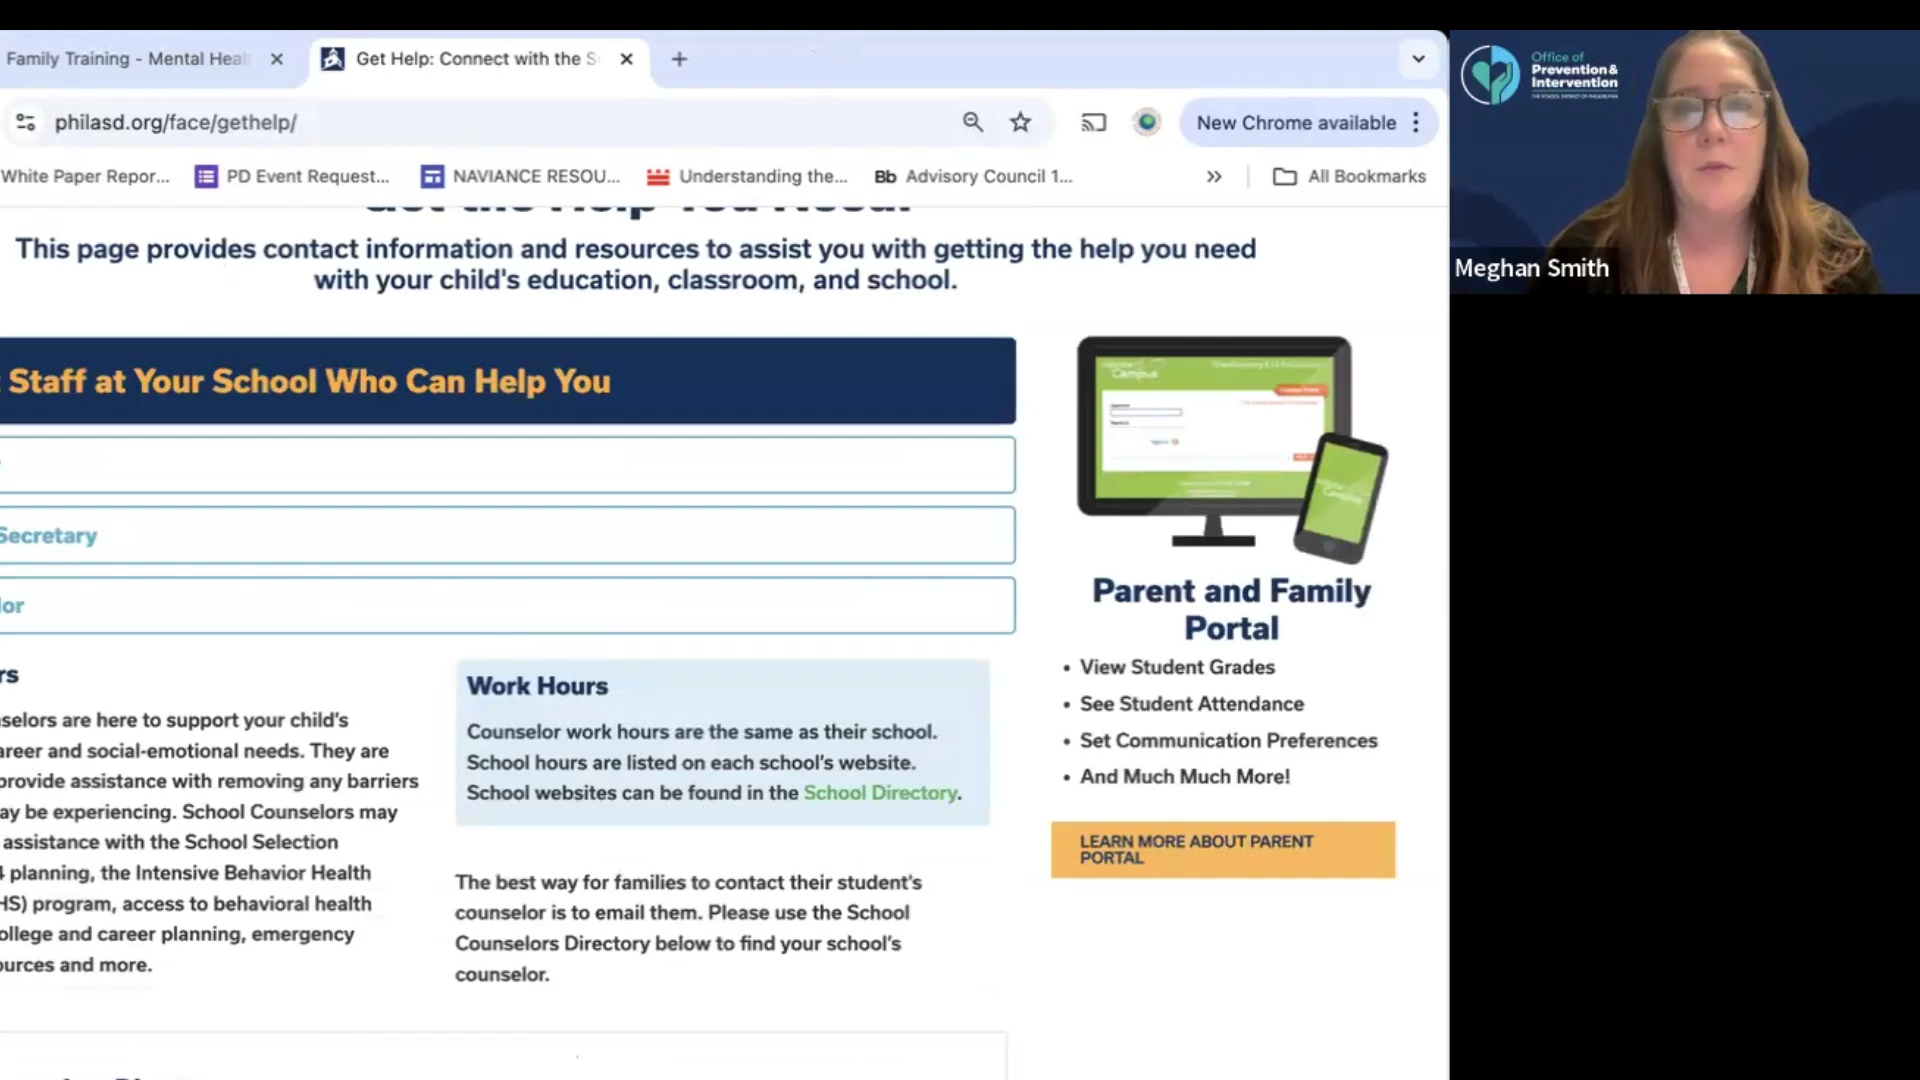 Family Training - Mental Heal
Get Help: Connect with the S
philasd.org/face/gethelp/
New Chrome available
White Paper Repor...
PD Event Request...
NAVIANCE RESOU...
Understanding the...
Bb Advisory Council 1...
All Bookmarks
This page provides contact information and resources to assist you with getting the help you need
with your child's education, classroom, and school.
Staff at Your School Who Can Help You
Secretary
lor
rs
selors are here to support your child's
areer and social-emotional needs. They are
provide assistance with removing any barriers
ay be experiencing. School Counselors may
assistance with the School Selection
4 planning, the Intensive Behavior Health
HS) program, access to behavioral health
ollege and career planning, emergency
ources and more.
Work Hours
Counselor work hours are the same as their school.
School hours are listed on each school's website.
School websites can be found in the School Directory.
The best way for families to contact their student's
counselor is to email them. Please use the School
Counselors Directory below to find your school's
counselor.
Campus
Parent and Family
Portal
• View Student Grades
• See Student Attendance
• Set Communication Preferences
• And Much Much More!
LEARN MORE ABOUT PARENT
PORTAL
Office of
Prevention &
Intervention
THE SCHOOL DISTRICT OF PHILADELPHIA
Meghan Smith